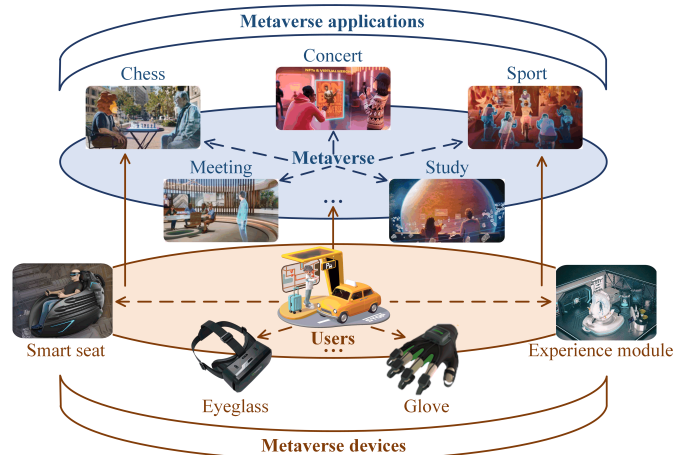 Metaverse applications
Concert
Chess
Sport
Metaverse
Meeting
Study
...
Users
...
Smart seat
Experience module
Eyeglass
Glove
Metaverse devices